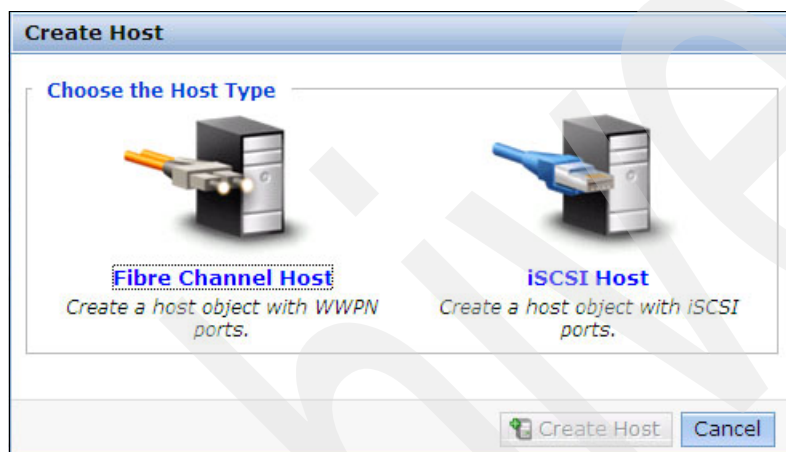 Create Host
Choose the Host Type
Fibre Channel Host
Create a host object with WWPN
ports.
iSCSI Host
Create a host object with iSCSI
ports.
Create Host
Cancel